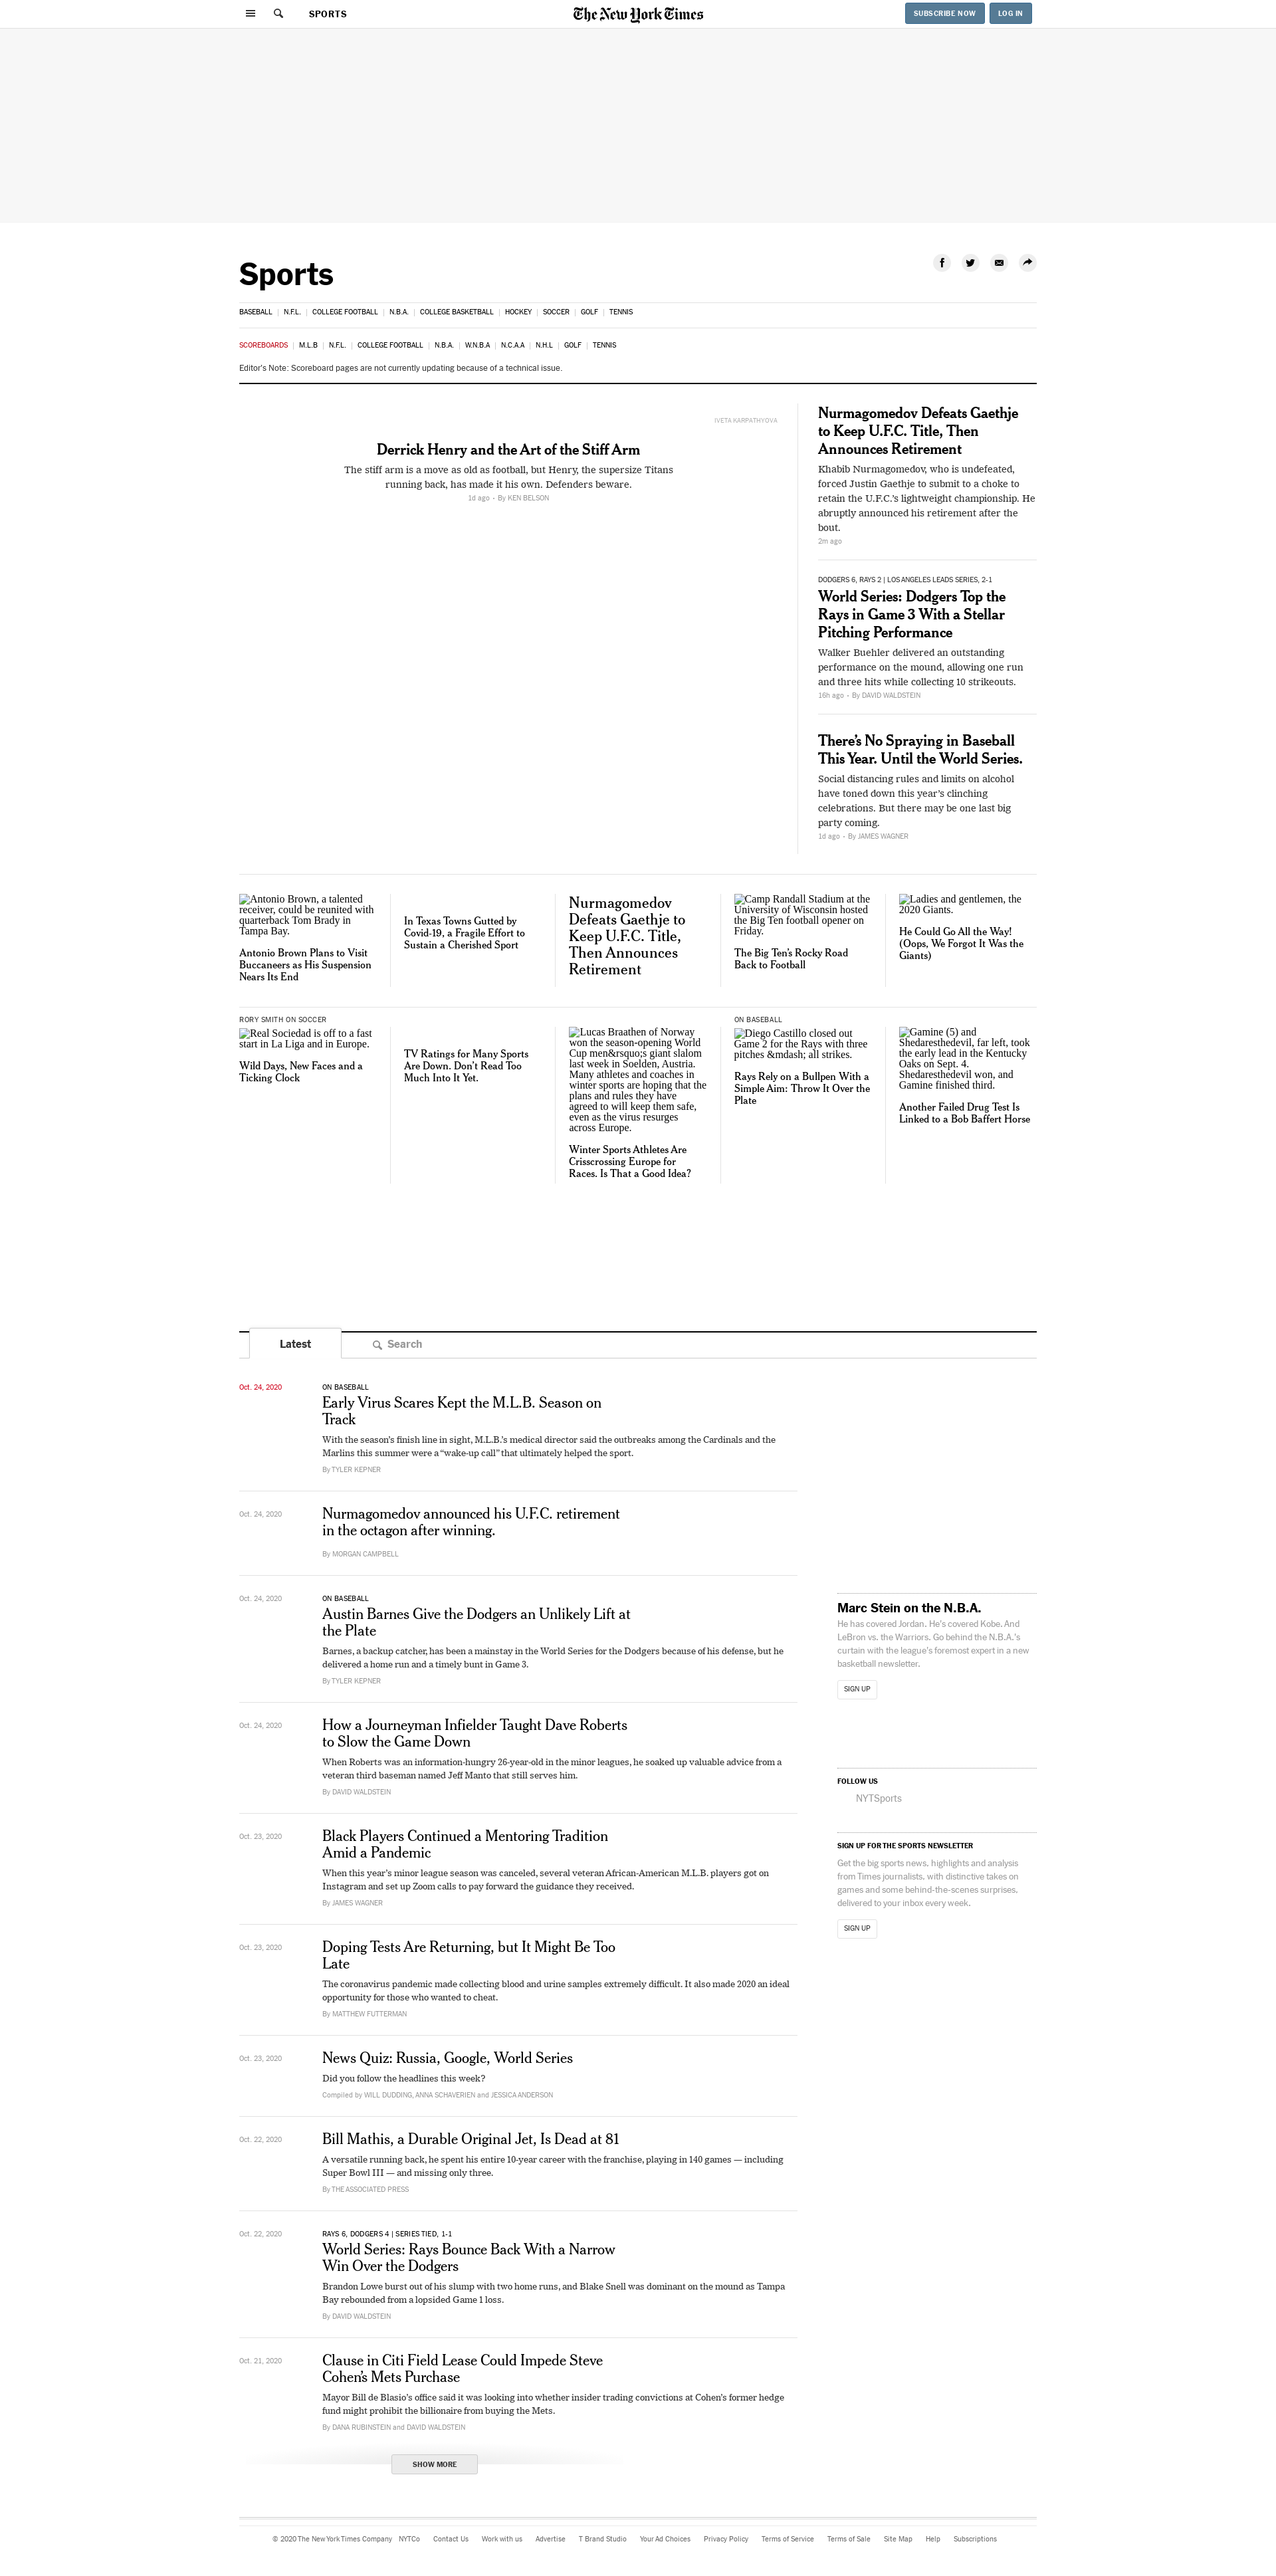 SPORTS
The New York Times
SUBSCRIBE NOW
LOG IN
Sports
BASEBALL
N.F.L.
COLLEGE FOOTBALL
N.B.A.
COLLEGE BASKETBALL
HOCKEY
SOCCER
GOLF
TENNIS
SCOREBOARDS
M.L.B
N.F.L.
COLLEGE FOOTBALL
N.B.A.
W.N.B.A
N.C.A.A
N.H.L
GOLF
TENNIS
Editor's Note: Scoreboard pages are not currently updating because of a technical issue.
IVETA KARPATHYOVA
Derrick Henry and the Art of the Stiff Arm
The stiff arm is a move as old as football, but Henry, the supersize Titans
running back, has made it his own. Defenders beware.
1d ago • By KEN BELSON
Nurmagomedov Defeats Gaethje
to Keep U.F.C. Title, Then
Announces Retirement
Khabib Nurmagomedov, who is undefeated,
forced Justin Gaethje to submit to a choke to
retain the U.F.C.'s lightweight championship. He
abruptly announced his retirement after the
bout.
2m ago
DODGERS 6, RAYS 2 | LOS ANGELES LEADS SERIES, 2-1
World Series: Dodgers Top the
Rays in Game 3 With a Stellar
Pitching Performance
Walker Buehler delivered an outstanding
performance on the mound, allowing one run
and three hits while collecting 10 strikeouts.
16h ago • By DAVID WALDSTEIN
There's No Spraying in Baseball
This Year. Until the World Series.
Social distancing rules and limits on alcohol
have toned down this year's clinching
celebrations. But there may be one last big
party coming.
1d ago • By JAMES WAGNER
Antonio Brown, a talented
receiver, could be reunited with
quarterback Tom Brady in
Tampa Bay.
Antonio Brown Plans to Visit
Buccaneers as His Suspension
Nears Its End
In Texas Towns Gutted by
Covid-19, a Fragile Effort to
Sustain a Cherished Sport
Nurmagomedov
Defeats Gaethje to
Keep U.F.C. Title,
Then Announces
Retirement
Camp Randall Stadium at the
University of Wisconsin hosted
the Big Ten football opener on
Friday.
The Big Ten's Rocky Road
Back to Football
Ladies and gentlemen, the
2020 Giants.
He Could Go All the Way!
(Oops, We Forgot It Was the
Giants)
RORY SMITH ON SOCCER
Real Sociedad is off to a fast
start in La Liga and in Europe.
Wild Days, New Faces and a
Ticking Clock
TV Ratings for Many Sports
Are Down. Don't Read Too
Much Into It Yet.
Lucas Braathen of Norway
won the season-opening World
Cup men&rsquo;s giant slalom
last week in Soelden, Austria.
Many athletes and coaches in
winter sports are hoping that the
plans and rules they have
agreed to will keep them safe,
even as the virus resurges
across Europe.
Winter Sports Athletes Are
Crisscrossing Europe for
Races. Is That a Good Idea?
ON BASEBALL
Diego Castillo closed out
Game 2 for the Rays with three
pitches &mdash; all strikes.
Rays Rely on a Bullpen With a
Simple Aim: Throw It Over the
Plate
Gamine (5) and
Shedaresthedevil, far left, took
the early lead in the Kentucky
Oaks on Sept. 4.
Shedaresthedevil won, and
Gamine finished third.
Another Failed Drug Test Is
Linked to a Bob Baffert Horse
Latest
Search
Oct. 24, 2020
ON BASEBALL
Early Virus Scares Kept the M.L.B. Season on
Track
With the season's finish line in sight, M.L.B.'s medical director said the outbreaks among the Cardinals and the
Marlins this summer were a “wake-up call” that ultimately helped the sport.
By TYLER KEPNER
Oct. 24, 2020
Nurmagomedov announced his U.F.C. retirement
in the octagon after winning.
By MORGAN CAMPBELL
Oct. 24, 2020
ON BASEBALL
Austin Barnes Give the Dodgers an Unlikely Lift at
the Plate
Barnes, a backup catcher, has been a mainstay in the World Series for the Dodgers because of his defense, but he
delivered a home run and a timely bunt in Game 3.
By TYLER KEPNER
Oct. 24, 2020
How a Journeyman Infielder Taught Dave Roberts
to Slow the Game Down
When Roberts was an information-hungry 26-year-old in the minor leagues, he soaked up valuable advice from a
veteran third baseman named Jeff Manto that still serves him.
By DAVID WALDSTEIN
Oct. 23, 2020
Black Players Continued a Mentoring Tradition
Amid a Pandemic
When this year's minor league season was canceled, several veteran African-American M.L.B. players got on
Instagram and set up Zoom calls to pay forward the guidance they received.
By JAMES WAGNER
Oct. 23, 2020
Doping Tests Are Returning, but It Might Be Too
Late
The coronavirus pandemic made collecting blood and urine samples extremely difficult. It also made 2020 an ideal
opportunity for those who wanted to cheat.
By MATTHEW FUTTERMAN
Oct. 23, 2020
News Quiz: Russia, Google, World Series
Did you follow the headlines this week?
Compiled by WILL DUDDING, ANNA SCHAVERIEN and JESSICA ANDERSON
Oct. 22, 2020
Bill Mathis, a Durable Original Jet, Is Dead at 81
A versatile running back, he spent his entire 10-year career with the franchise, playing in 140 games — including
Super Bowl III — and missing only three.
By THE ASSOCIATED PRESS
Oct. 22, 2020
RAYS 6, DODGERS 4 | SERIES TIED, 1-1
World Series: Rays Bounce Back With a Narrow
Win Over the Dodgers
Brandon Lowe burst out of his slump with two home runs, and Blake Snell was dominant on the mound as Tampa
Bay rebounded from a lopsided Game 1 loss.
By DAVID WALDSTEIN
Oct. 21, 2020
Clause in Citi Field Lease Could Impede Steve
Cohen's Mets Purchase
Mayor Bill de Blasio's office said it was looking into whether insider trading convictions at Cohen's former hedge
fund might prohibit the billionaire from buying the Mets.
By DANA RUBINSTEIN and DAVID WALDSTEIN
SHOW MORE
Marc Stein on the N.B.A.
He has covered Jordan. He's covered Kobe. And
LeBron vs. the Warriors. Go behind the N.B.A.'s
curtain with the league's foremost expert in a new
basketball newsletter.
SIGN UP
FOLLOW US
NYTSports
SIGN UP FOR THE SPORTS NEWSLETTER
Get the big sports news, highlights and analysis
from Times journalists, with distinctive takes on
games and some behind-the-scenes surprises,
delivered to your inbox every week.
SIGN UP
© 2020 The New York Times Company
NYTCo
Contact Us
Work with us
Advertise
T Brand Studio
Your Ad Choices
Privacy Policy
Terms of Service
Terms of Sale
Site Map
Help
Subscriptions